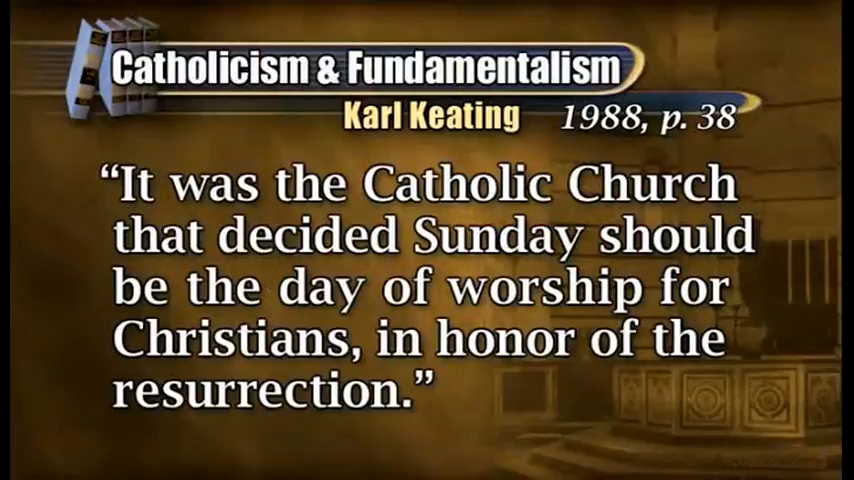 Catholicism & Fundamentalism
Karl Keating 1988, p. 38
“It was the Catholic Church
that decided Sunday should
be the day of worship for
Christians, in honor of the
resurrection.”